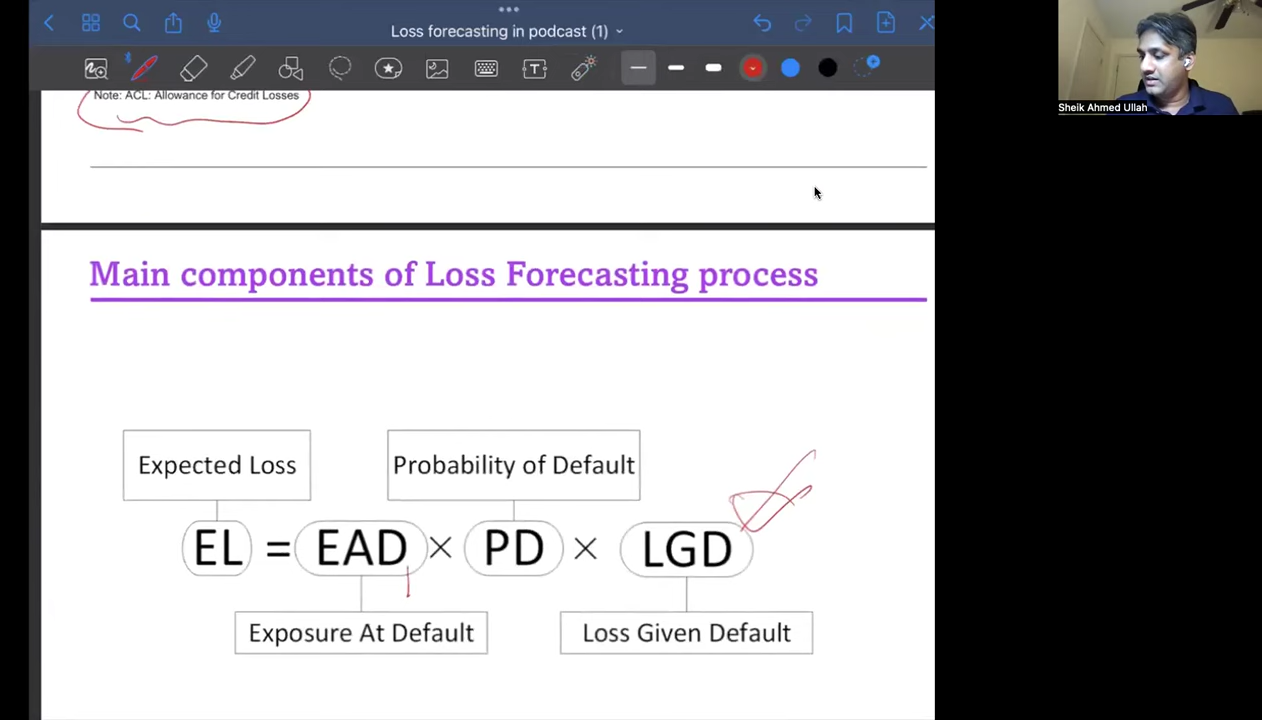 Loss forecasting in podcast (1)
Sheik Ahmed Ullah
Note: ACL: Allowance for Credit Losses
Main components of Loss Forecasting process
Expected Loss
Probability of Default
EL = EAD × PD × LGD
Exposure At Default
Loss Given Default